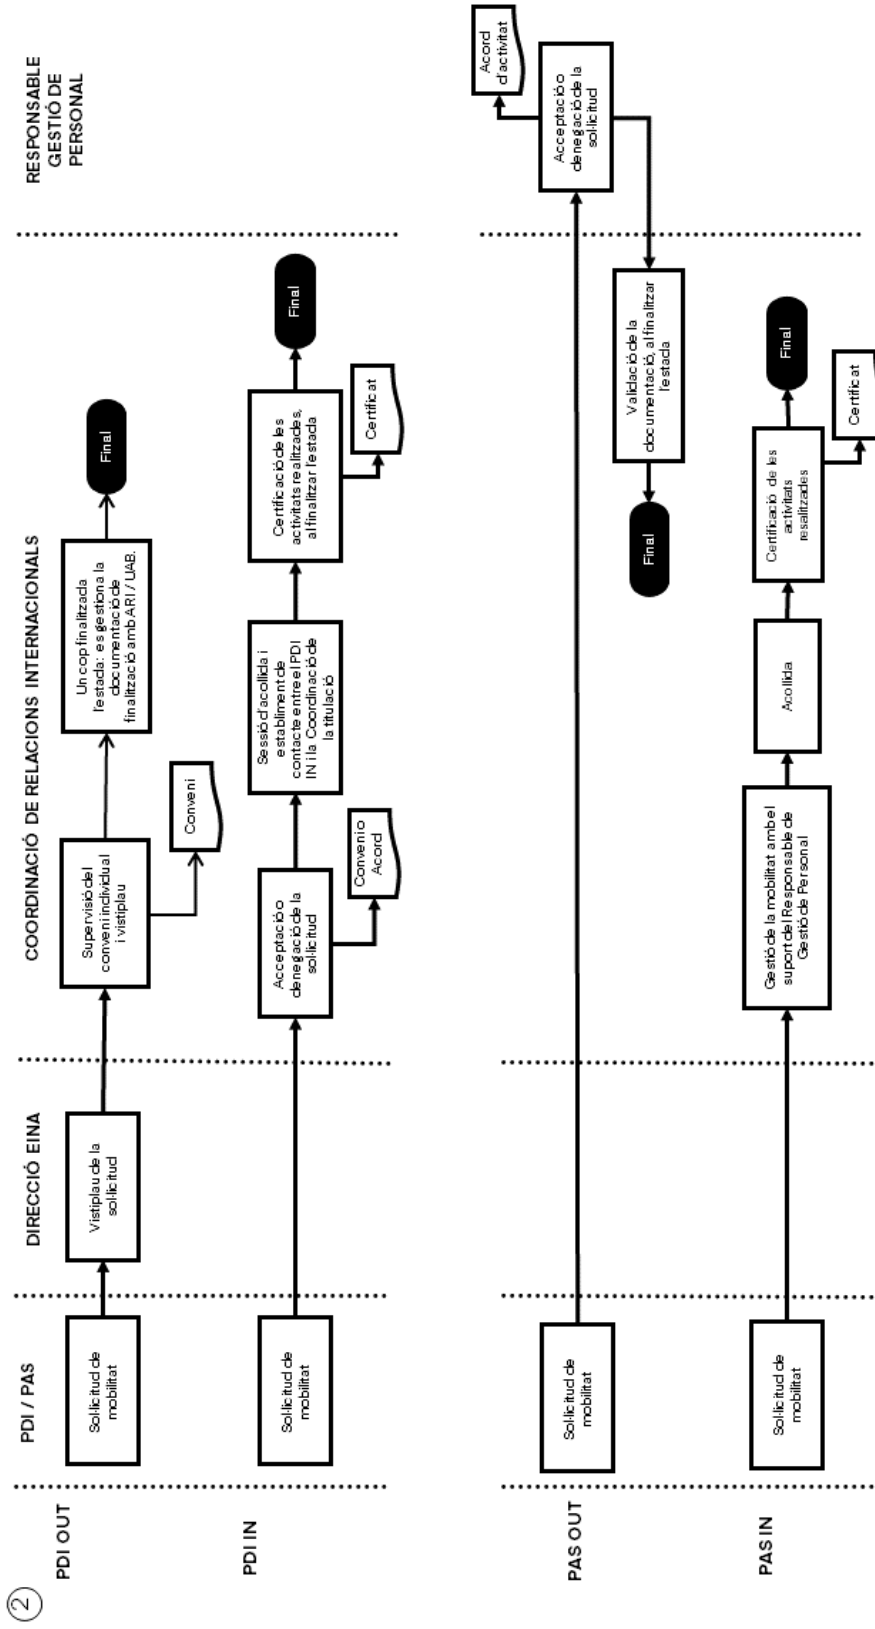 2
PDI / PAS
DIRECCIÓ EINA
COORDINACIÓ DE RELACIONS INTERNACIONALS
RESPONSABLE
GESTIÓ DE
PERSONAL
PDI OUT
Sol·licitud de
mobilitat
Vistiplau de la
sol·licitud
Supervisió del
conveni individual
i vistiplau
Conveni
Un cop finalitzada
l'estada: es gestiona la
documentació de
finalització amb ARI / UAB.
Final
PDI IN
Sol·licitud de
mobilitat
Acceptació o
denegació de la
sol·licitud
Conveni o
Acord
Sessió d'acollida i
establiment de
contacte entre el PDI
IN i la Coordinació de
la titulació
Certificació de les
activitats realitzades,
al finalitzar l'estada
Certificat
Final
PAS OUT
Sol·licitud de
mobilitat
Acceptació o
denegació de la
sol·licitud
Acord
d'activitat
Validació de la
documentació, al finalitzar
l'estada
Final
PAS IN
Sol·licitud de
mobilitat
Gestió de la mobilitat amb el
suport del Responsable de
Gestió de Personal
Acollida
Certificació de les
activitats
resalitzades
Certificat
Final